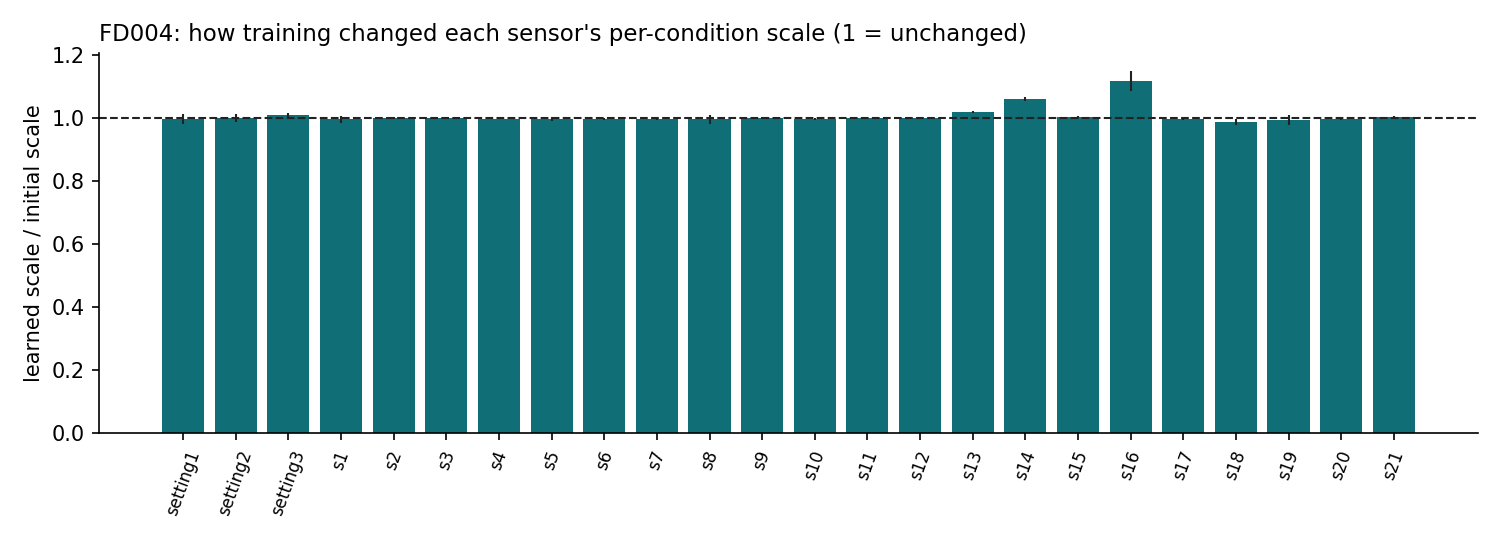 FD004: how training changed each sensor's per-condition scale (1 = unchanged)
learned scale / initial scale
1.2
1.0
0.8
0.6
0.4
0.2
0.0
setting1 setting2 setting3 s1 s2 s3 s4 s5 s6 s7 s8 s9 s10 s11 s12 s13 s14 s15 s16 s17 s18 s19 s20 s21